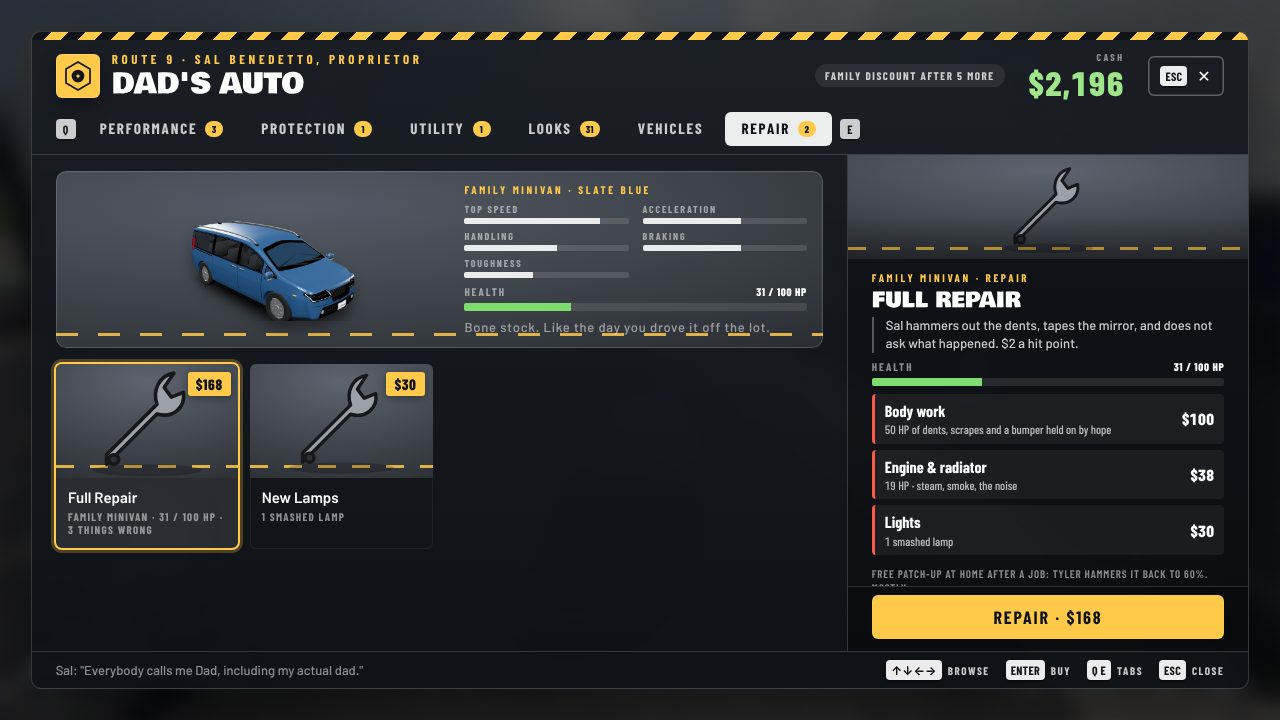 ROUTE 9 · SAL BENEDETTO, PROPRIETOR
DAD'S AUTO
FAMILY DISCOUNT AFTER 5 MORE
CASH
$2,196
ESC ✕
Q PERFORMANCE 3 PROTECTION 1 UTILITY 1 LOOKS 31 VEHICLES REPAIR 2 E
FAMILY MINIVAN · SLATE BLUE
TOP SPEED ACCELERATION
HANDLING BRAKING
TOUGHNESS
HEALTH 31 / 100 HP
Bone stock. Like the day you drove it off the lot.
$168
Full Repair
FAMILY MINIVAN · 31 / 100 HP ·
3 THINGS WRONG
$30
New Lamps
1 SMASHED LAMP
FAMILY MINIVAN · REPAIR
FULL REPAIR
Sal hammers out the dents, tapes the mirror, and does not
ask what happened. $2 a hit point.
HEALTH 31 / 100 HP
Body work
50 HP of dents, scrapes and a bumper held on by hope
$100
Engine & radiator
19 HP · steam, smoke, the noise
$38
Lights
1 smashed lamp
$30
FREE PATCH-UP AT HOME AFTER A JOB: TYLER HAMMERS IT BACK TO 60%.
REPAIR · $168
Sal: "Everybody calls me Dad, including my actual dad."
↑↓←→ BROWSE ENTER BUY Q E TABS ESC CLOSE